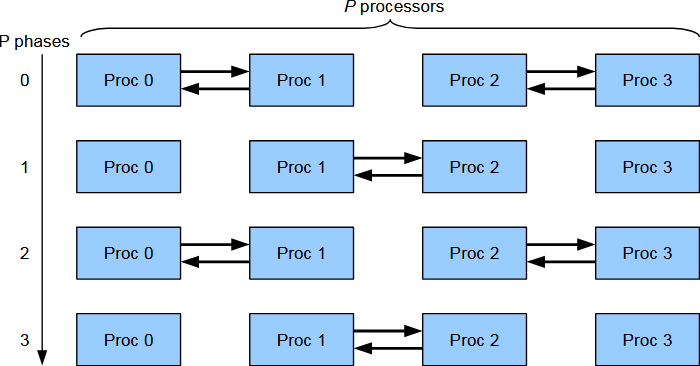 P processors
P phases
0 Proc 0 Proc 1 Proc 2 Proc 3
1 Proc 0 Proc 1 Proc 2 Proc 3
2 Proc 0 Proc 1 Proc 2 Proc 3
3 Proc 0 Proc 1 Proc 2 Proc 3